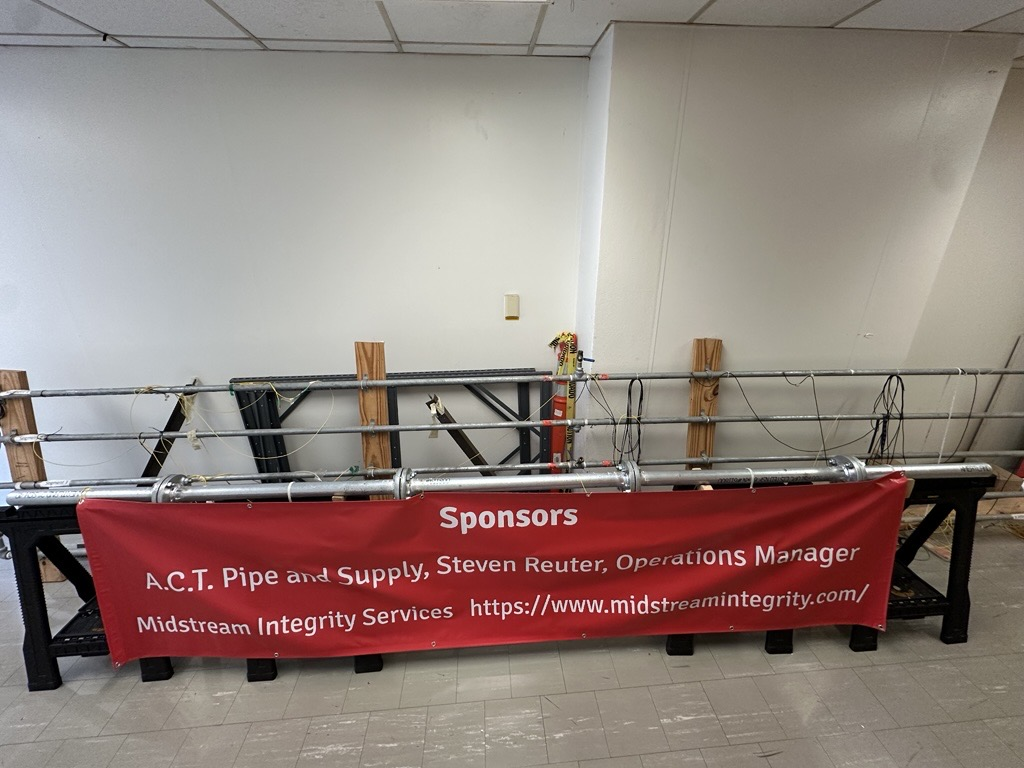 Sponsors
A.C.T. Pipe and Supply, Steven Reuter, Operations Manager
Midstream Integrity Services https://www.midstreamintegrity.com/